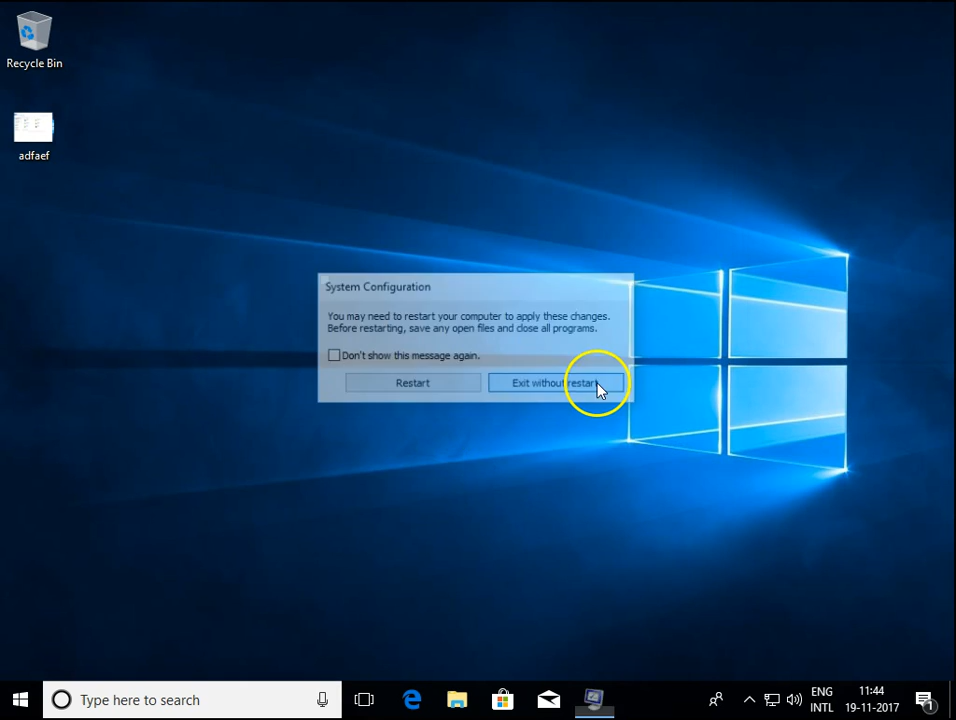 Recycle Bin
adfaef
System Configuration
You may need to restart your computer to apply these changes.
Before restarting, save any open files and close all programs.
Don't show this message again.
Restart
Exit without restart
Type here to search
ENG
INTL
11:44
19-11-2017
1